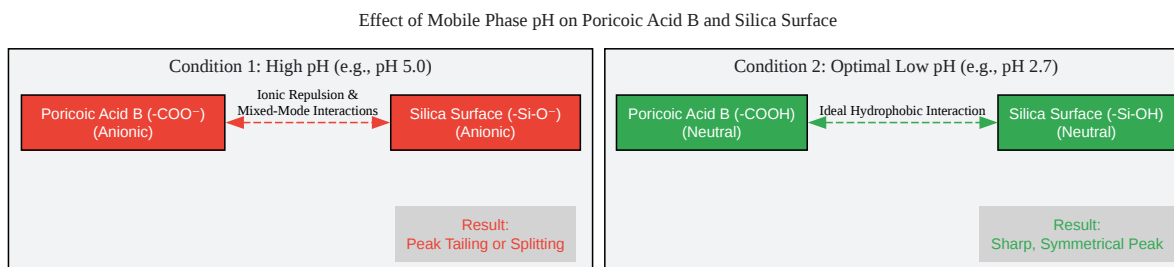 Effect of Mobile Phase pH on Poricoic Acid B and Silica Surface
Condition 1: High pH (e.g., pH 5.0)
Poricoic Acid B (-COO⁻)
(Anionic)
Ionic Repulsion &
Mixed-Mode Interactions
Silica Surface (-Si-O⁻)
(Anionic)
Result:
Peak Tailing or Splitting
Condition 2: Optimal Low pH (e.g., pH 2.7)
Poricoic Acid B (-COOH)
(Neutral)
Ideal Hydrophobic Interaction
Silica Surface (-Si-OH)
(Neutral)
Result:
Sharp, Symmetrical Peak